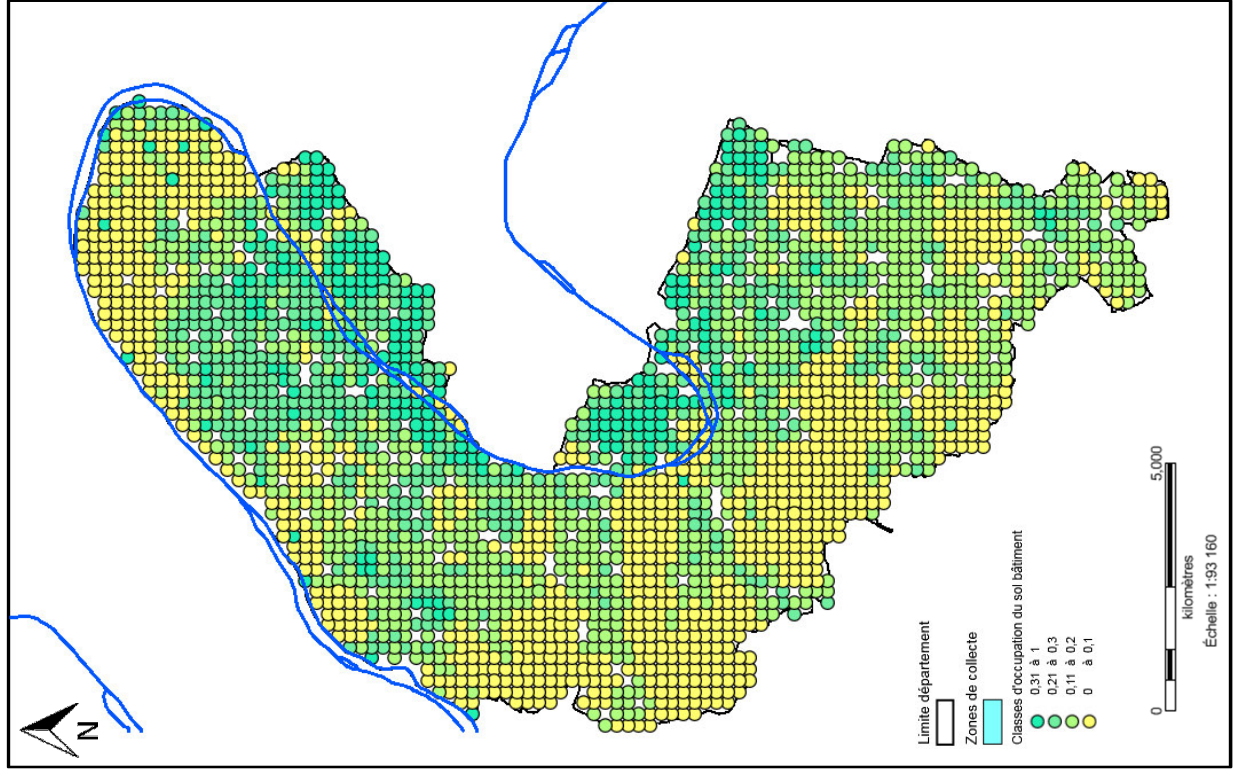 N
Limite département
Zones de collecte
Classes d'occupation du sol bâtiment
0,31 à 1
0,21 à 0,3
0,11 à 0,2
0 à 0,1
0 5,000
kilomètres
Échelle : 1:93 160